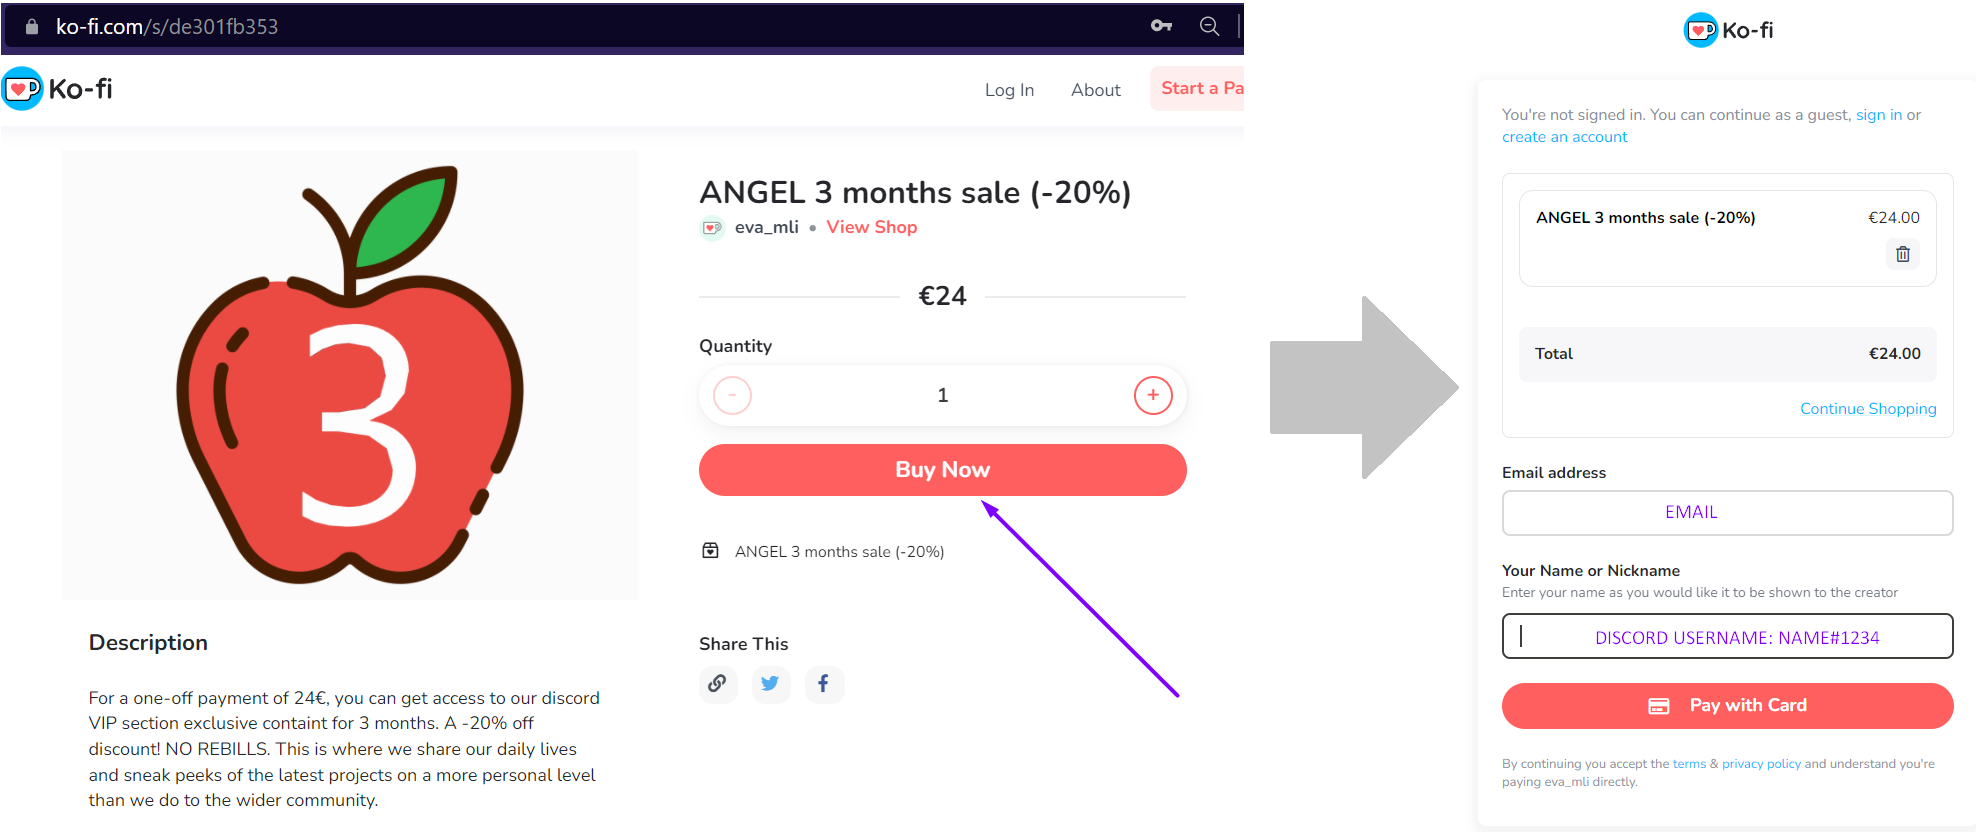 ko-fi.com/s/de301fb353
Ko-fi
Log In
About
Start a Pa
3
ANGEL 3 months sale (-20%)
eva_mli • View Shop
€24
Quantity
- 1 +
Buy Now
ANGEL 3 months sale (-20%)
Share This
Description
For a one-off payment of 24€, you can get access to our discord
VIP section exclusive containt for 3 months. A -20% off
discount! NO REBILLS. This is where we share our daily lives
and sneak peeks of the latest projects on a more personal level
than we do to the wider community.
Ko-fi
You're not signed in. You can continue as a guest, sign in or
create an account
ANGEL 3 months sale (-20%) €24.00
Total €24.00
Continue Shopping
Email address
EMAIL
Your Name or Nickname
Enter your name as you would like it to be shown to the creator
DISCORD USERNAME: NAME#1234
Pay with Card
By continuing you accept the terms & privacy policy and understand you're
paying eva_mli directly.